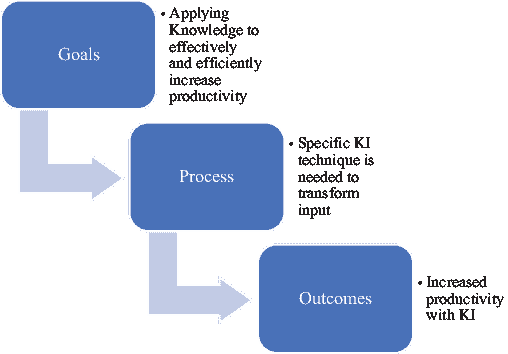 Goals
• Applying
Knowledge to
effectively
and efficiently
increase
productivity
Process
• Specific KI
technique is
needed to
transform
input
Outcomes
• Increased
productivity
with KI